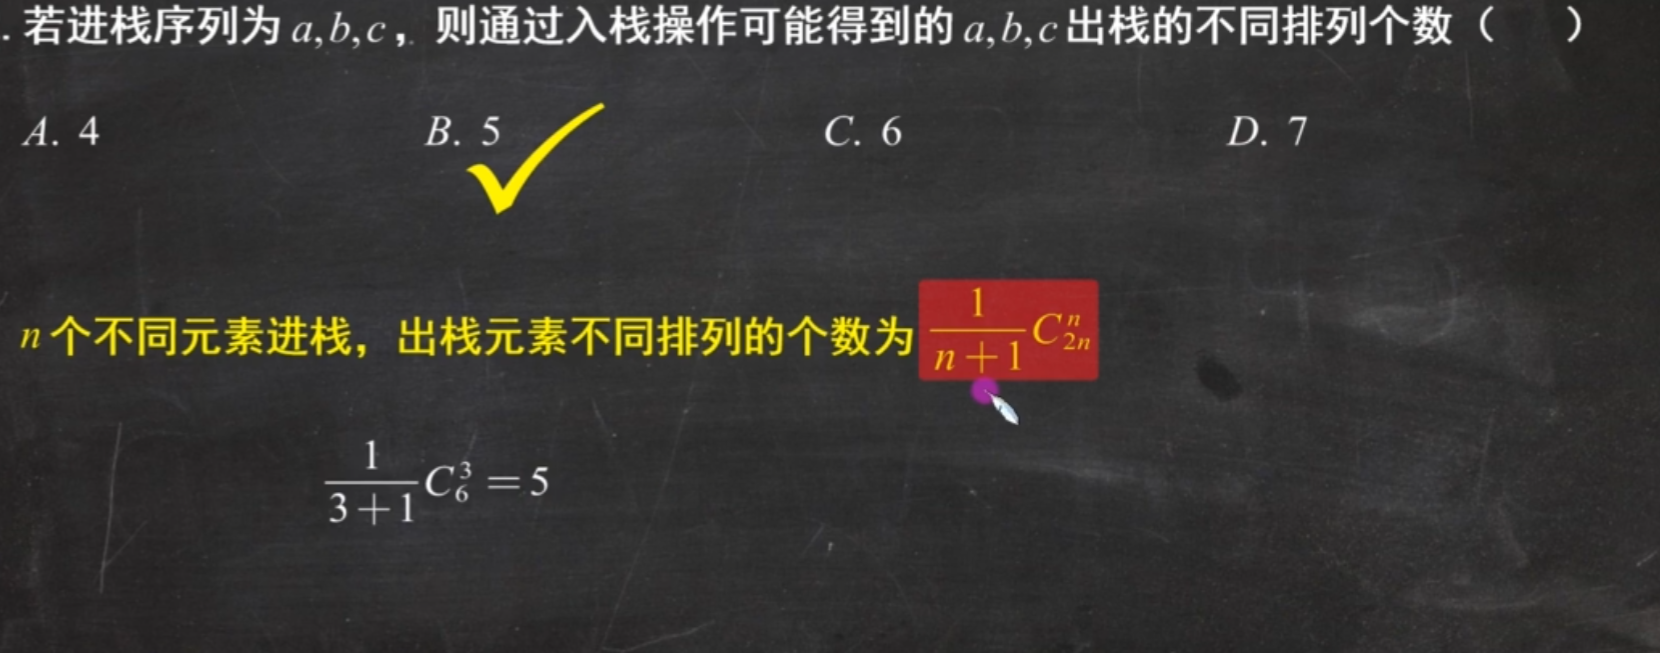 . 若进栈序列为 a,b,c，则通过入栈操作可能得到的 a,b,c 出栈的不同排列个数（　　）
A. 4　　B. 5　　C. 6　　D. 7
n 个不同元素进栈，出栈元素不同排列的个数为 \frac{1}{n+1}C_{2n}^{n}
\frac{1}{3+1}C_{6}^{3}=5